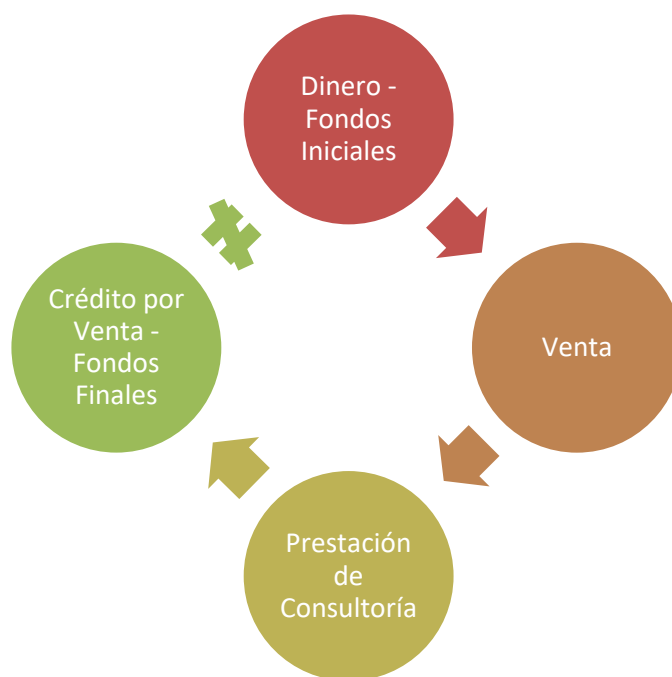 Dinero -
Fondos
Iniciales
Venta
Prestación
de
Consultoría
Crédito por
Venta -
Fondos
Finales